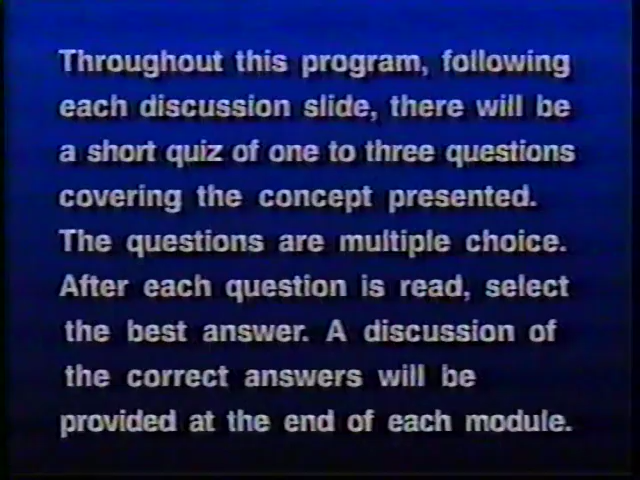 Throughout this program, following
each discussion slide, there will be
a short quiz of one to three questions
covering the concept presented.
The questions are multiple choice.
After each question is read, select
the best answer. A discussion of
the correct answers will be
provided at the end of each module.